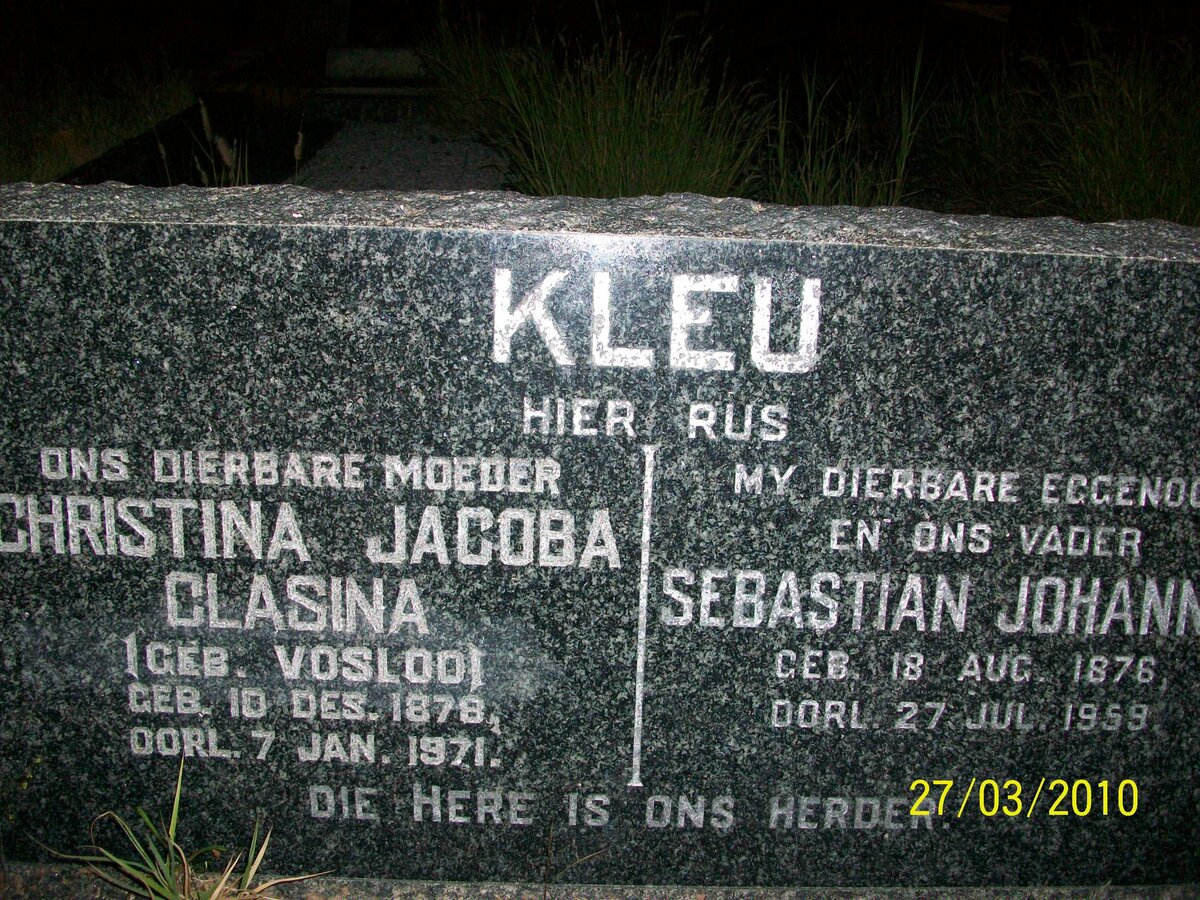 KLEU
HIER RUS
ONS DIERBARE MOEDER
CHRISTINA JACOBA
CLASINA
(GEB. VOSLOO)
GEB. 10 DES. 1878,
OORL. 7 JAN. 1971.
MY DIERBARE EGGENO
EN ONS VADER
SEBASTIAN JOHANN
GEB. 18 AUG. 1876,
OORL. 27 JUL. 1959
DIE HERE IS ONS HERDER.
27/03/2010